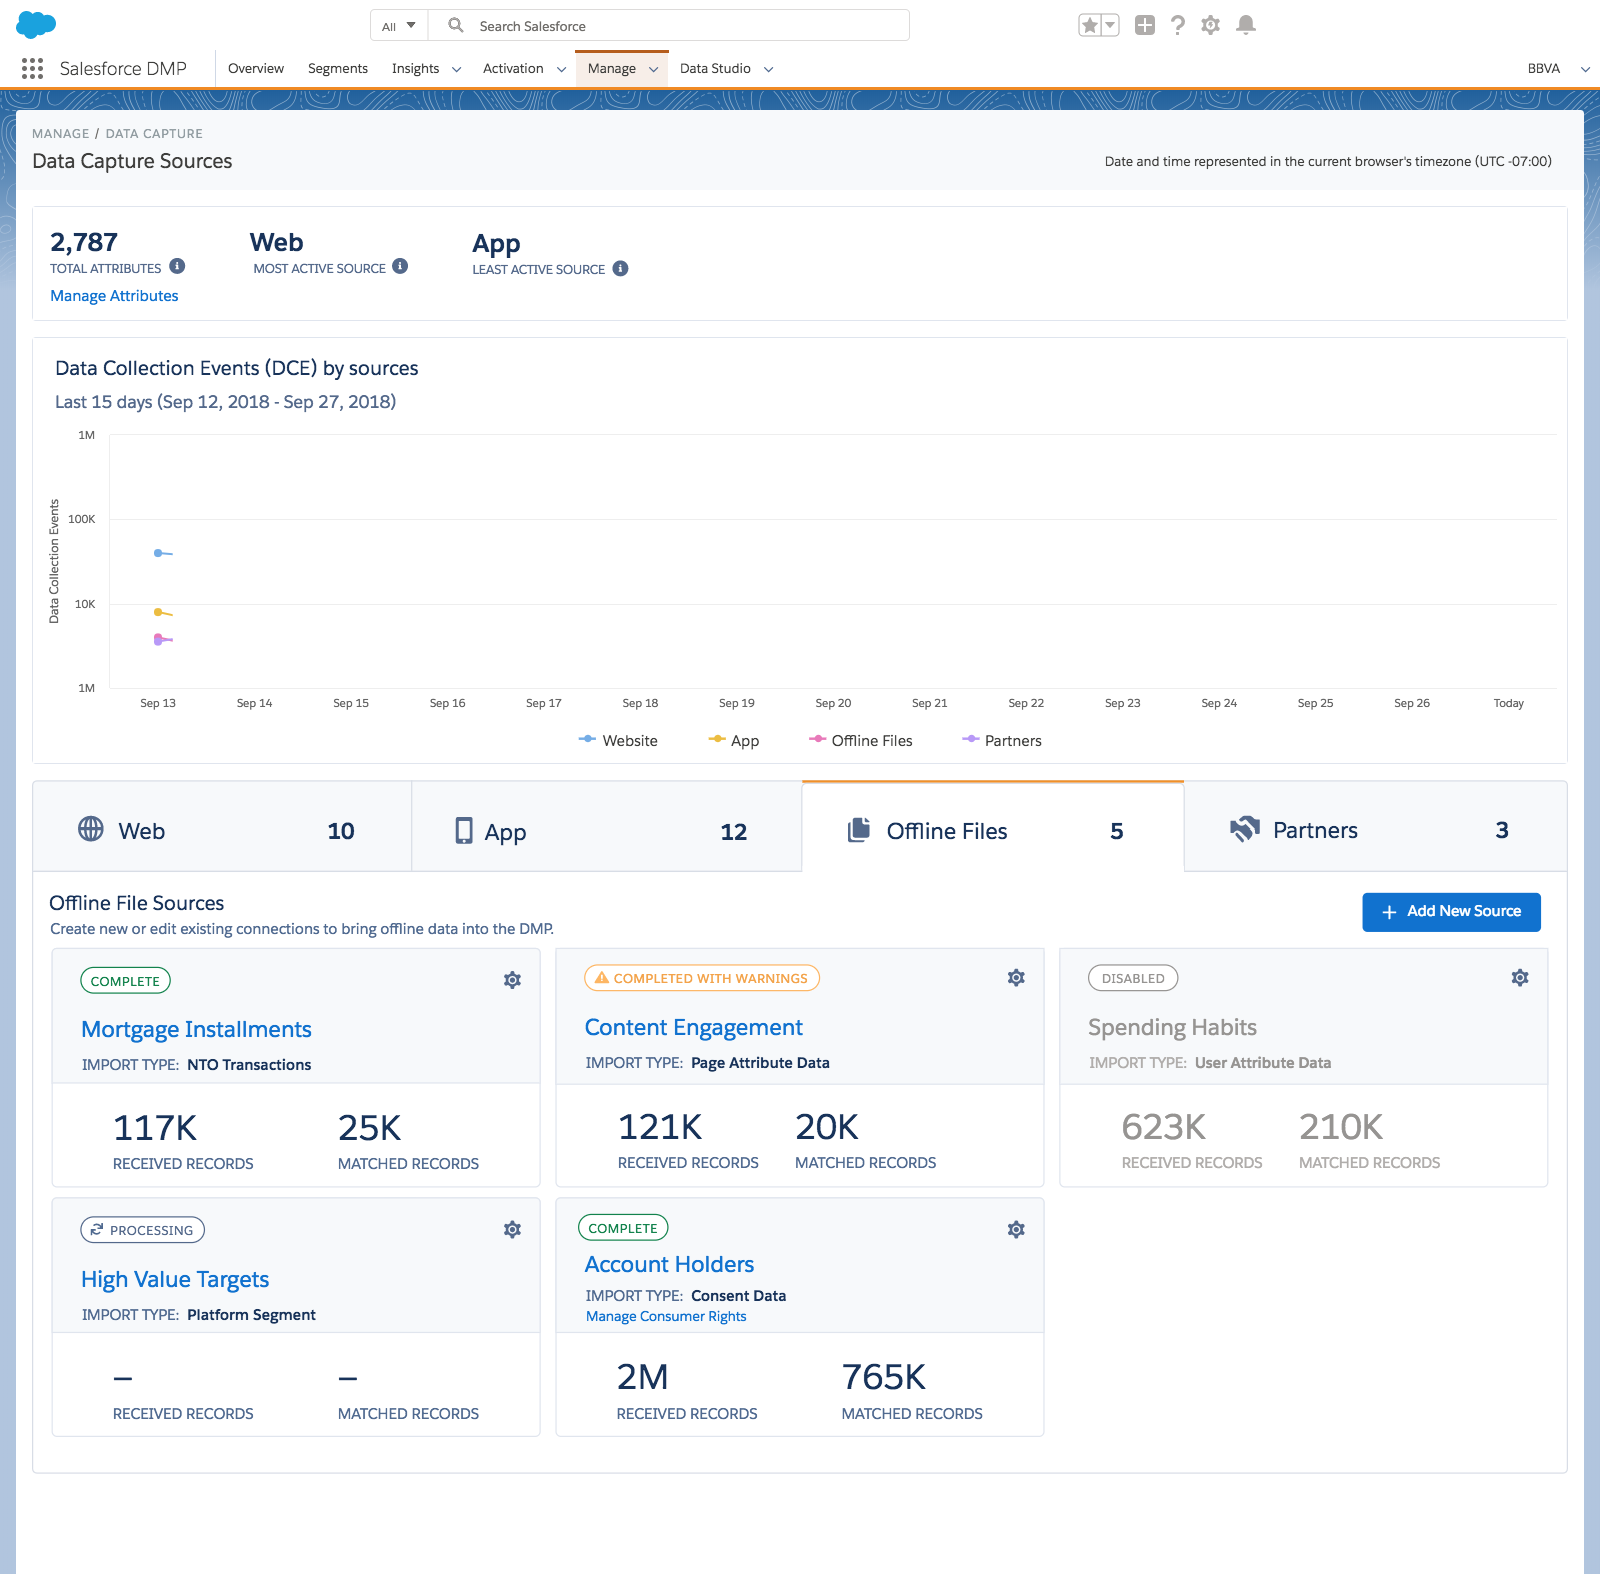 All
Search Salesforce
Salesforce DMP
Overview
Segments
Insights
Activation
Manage
Data Studio
BBVA
MANAGE / DATA CAPTURE
Data Capture Sources
Date and time represented in the current browser's timezone (UTC -07:00)
2,787
TOTAL ATTRIBUTES
Manage Attributes
Web
MOST ACTIVE SOURCE
App
LEAST ACTIVE SOURCE
Data Collection Events (DCE) by sources
Last 15 days (Sep 12, 2018 - Sep 27, 2018)
Data Collection Events
1M
100K
10K
1M
Sep 13 Sep 14 Sep 15 Sep 16 Sep 17 Sep 18 Sep 19 Sep 20 Sep 21 Sep 22 Sep 23 Sep 24 Sep 25 Sep 26 Today
Website App Offline Files Partners
Web 10
App 12
Offline Files 5
Partners 3
Offline File Sources
Create new or edit existing connections to bring offline data into the DMP.
Add New Source
COMPLETE
Mortgage Installments
IMPORT TYPE: NTO Transactions
117K 25K
RECEIVED RECORDS MATCHED RECORDS
COMPLETED WITH WARNINGS
Content Engagement
IMPORT TYPE: Page Attribute Data
121K 20K
RECEIVED RECORDS MATCHED RECORDS
DISABLED
Spending Habits
IMPORT TYPE: User Attribute Data
623K 210K
RECEIVED RECORDS MATCHED RECORDS
PROCESSING
High Value Targets
IMPORT TYPE: Platform Segment
– –
RECEIVED RECORDS MATCHED RECORDS
COMPLETE
Account Holders
IMPORT TYPE: Consent Data
Manage Consumer Rights
2M 765K
RECEIVED RECORDS MATCHED RECORDS